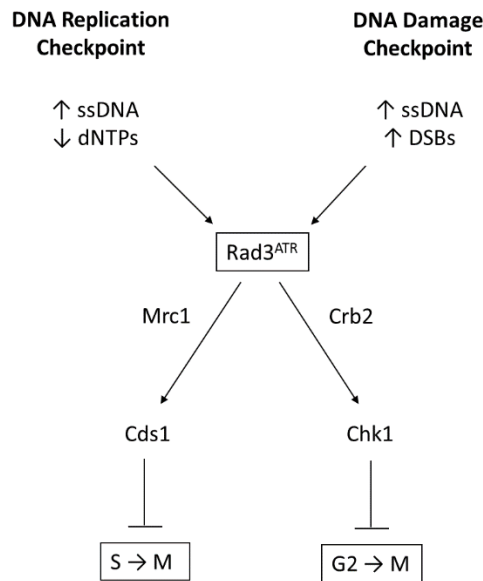 DNA Replication
Checkpoint
DNA Damage
Checkpoint
↑ ssDNA
↓ dNTPs
↑ ssDNA
↑ DSBs
Rad3ᴬᵀᴿ
Mrc1
Crb2
Cds1
Chk1
S → M
G2 → M